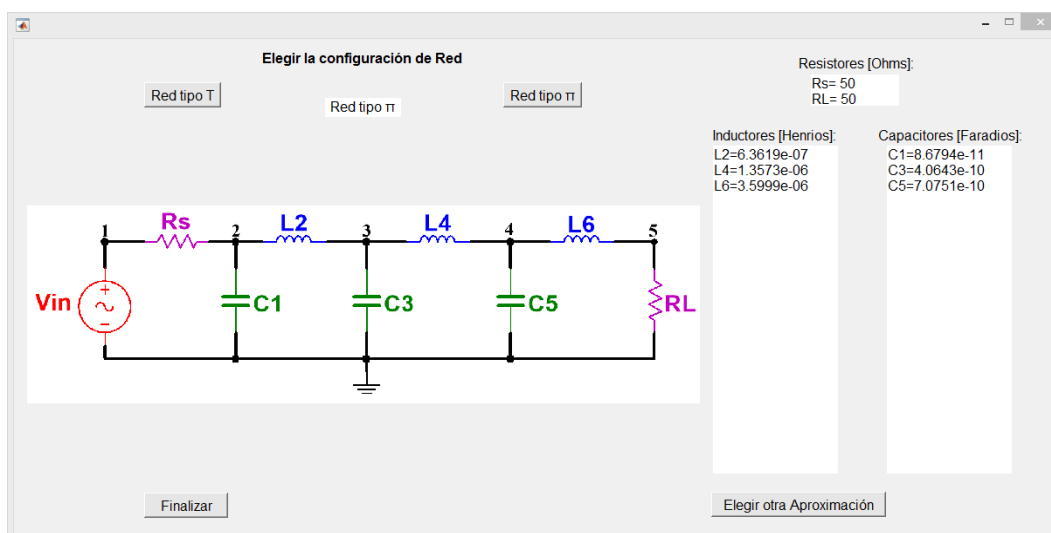 Elegir la configuración de Red
Red tipo T
Red tipo π
Red tipo π
Resistores [Ohms]:
Rs= 50
RL= 50
Inductores [Henrios]:
L2=6.3619e-07
L4=1.3573e-06
L6=3.5999e-06
Capacitores [Faradios]:
C1=8.6794e-11
C3=4.0643e-10
C5=7.0751e-10
1
Rs
2
L2
3
L4
4
L6
5
Vin
C1
C3
C5
RL
Finalizar
Elegir otra Aproximación